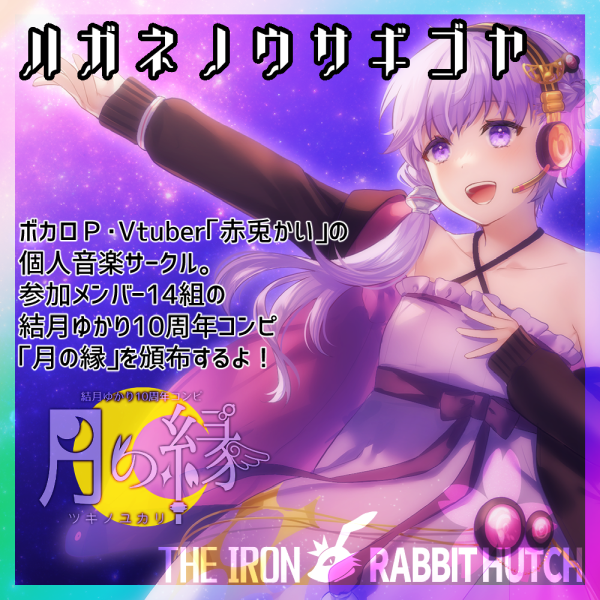 ハガネノウサギゴヤ
ボカロP・Vtuber「赤兎かい」の
個人音楽サークル。
参加メンバー14組の
結月ゆかり10周年コンピ
「月の縁」を頒布するよ！
結月ゆかり10周年コンピ
月の縁
ツキノユカリ
THE IRON RABBIT HUTCH